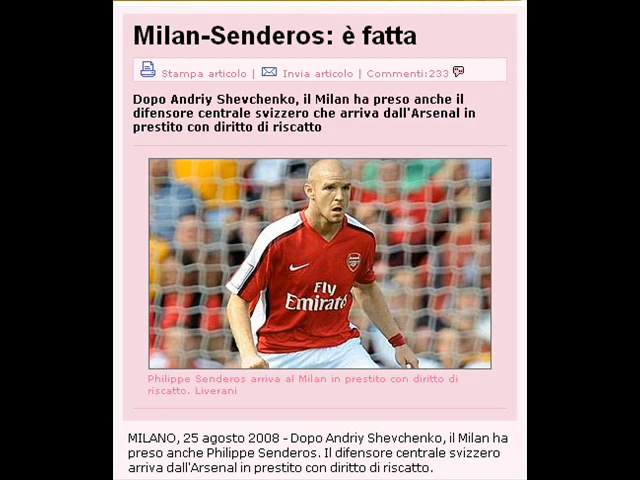 Milan-Senderos: è fatta
Stampa articolo | Invia articolo | Commenti:233
Dopo Andriy Shevchenko, il Milan ha preso anche il
difensore centrale svizzero che arriva dall'Arsenal in
prestito con diritto di riscatto
Arsenal
Fly
Emirates
Philippe Senderos arriva al Milan in prestito con diritto di
riscatto. Liverani
MILANO, 25 agosto 2008 - Dopo Andriy Shevchenko, il Milan ha
preso anche Philippe Senderos. Il difensore centrale svizzero
arriva dall'Arsenal in prestito con diritto di riscatto.